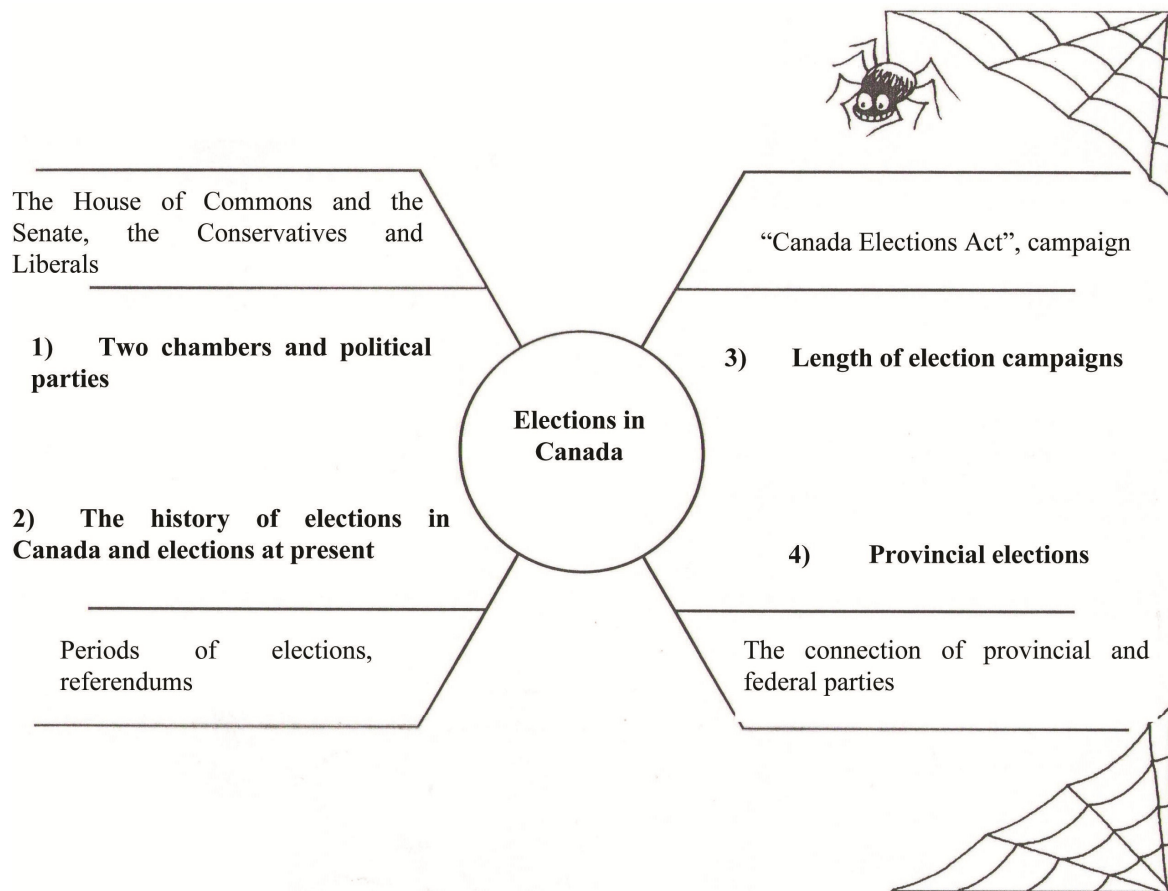 The House of Commons and the
Senate, the Conservatives and
Liberals
1) Two chambers and political
parties
2) The history of elections in
Canada and elections at present
Periods of elections,
referendums
Elections in
Canada
“Canada Elections Act”, campaign
3) Length of election campaigns
4) Provincial elections
The connection of provincial and
federal parties